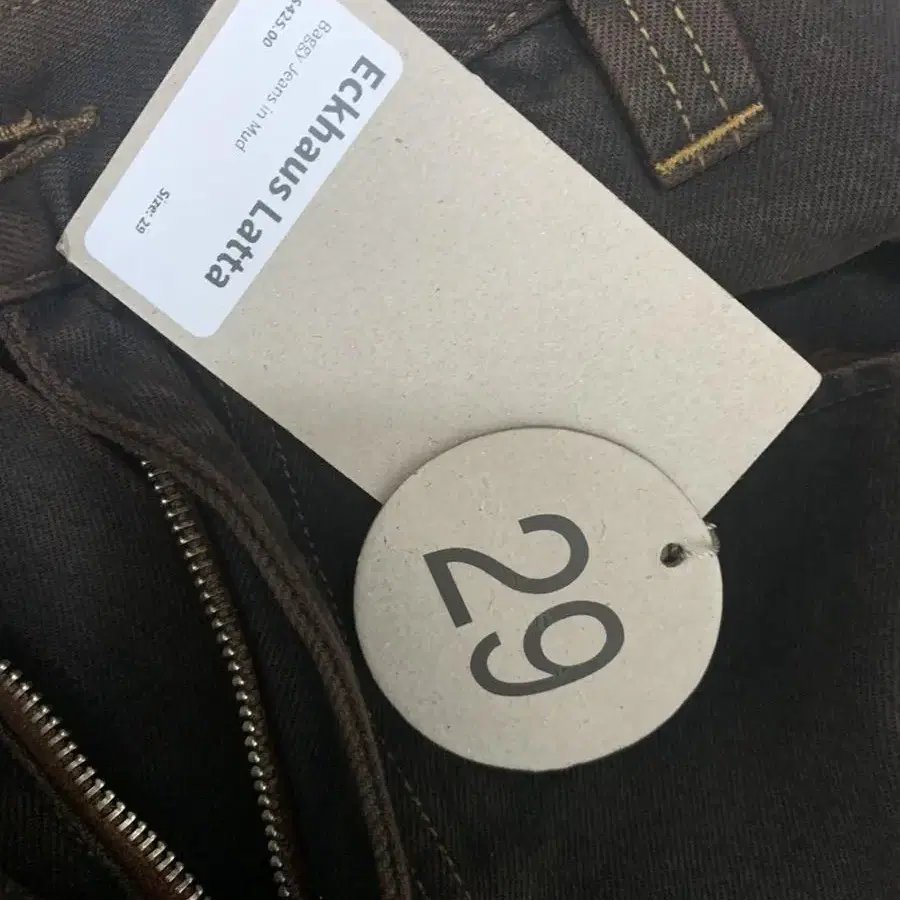 Eckhaus Latta
Baggy Jeans in Mud
$425.00
Size: 29
29